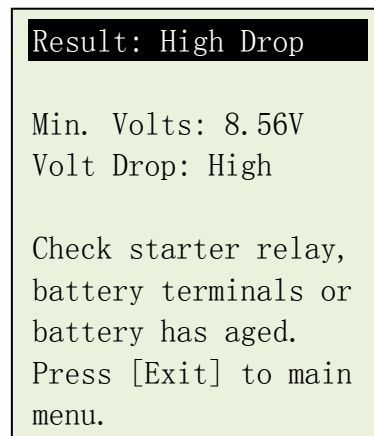 Result: High Drop
Min. Volts: 8.56V
Volt Drop: High
Check starter relay,
battery terminals or
battery has aged.
Press [Exit] to main
menu.